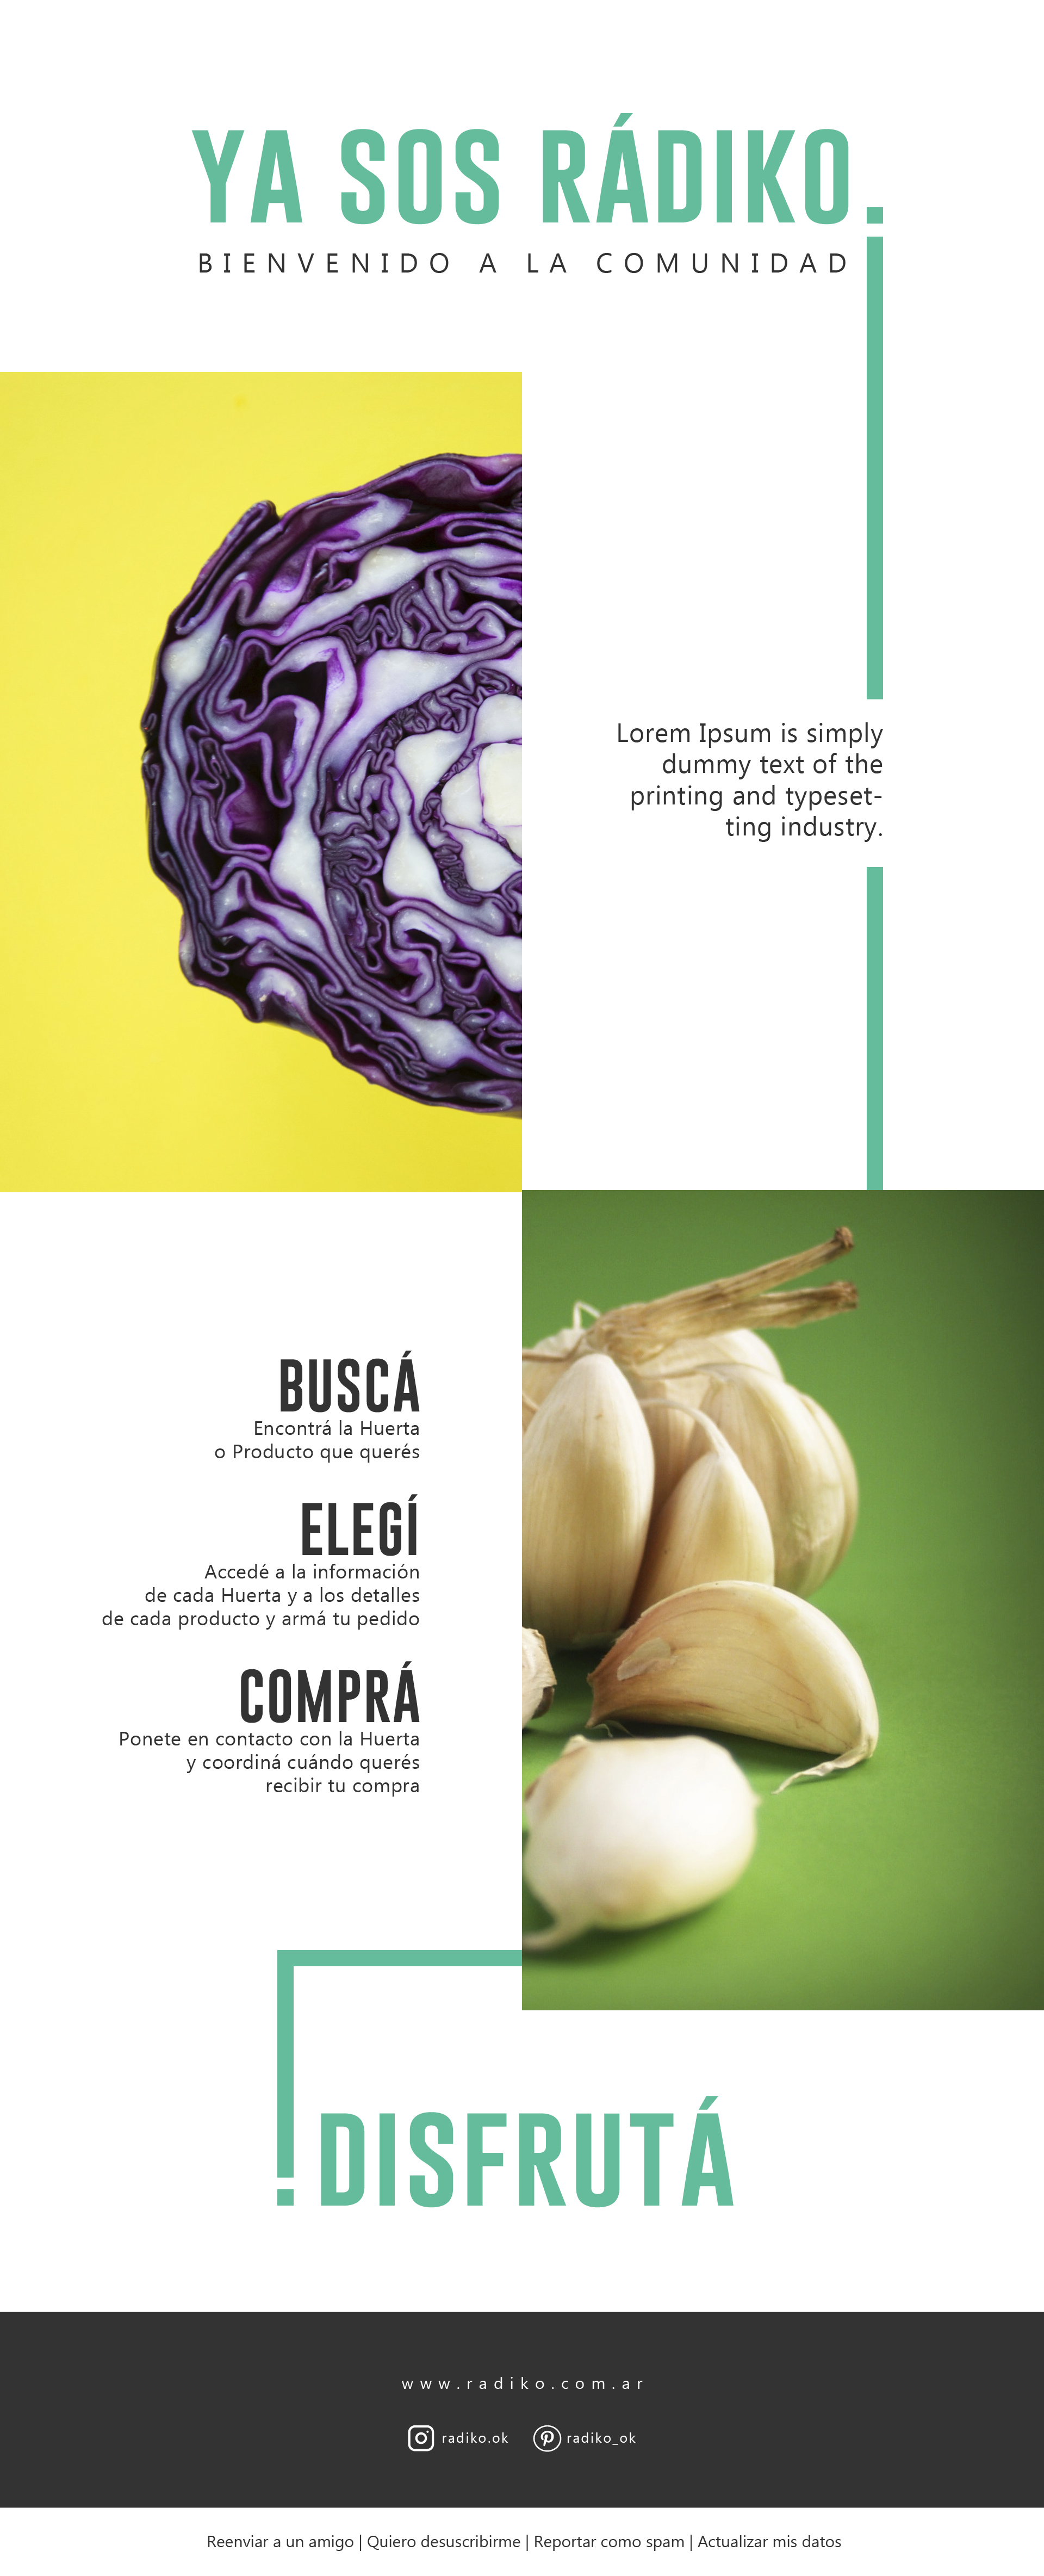 YA SOS RÁDIKO.
BIENVENIDO A LA COMUNIDAD
Lorem Ipsum is simply
dummy text of the
printing and typeset-
ting industry.
BUSCÁ
Encontrá la Huerta
o Producto que querés
ELEGÍ
Accedé a la información
de cada Huerta y a los detalles
de cada producto y armá tu pedido
COMPRÁ
Ponete en contacto con la Huerta
y coordiná cuándo querés
recibir tu compra
DISFRUTÁ
www.radiko.com.ar
radiko.ok radiko_ok
Reenviar a un amigo | Quiero desuscribirme | Reportar como spam | Actualizar mis datos